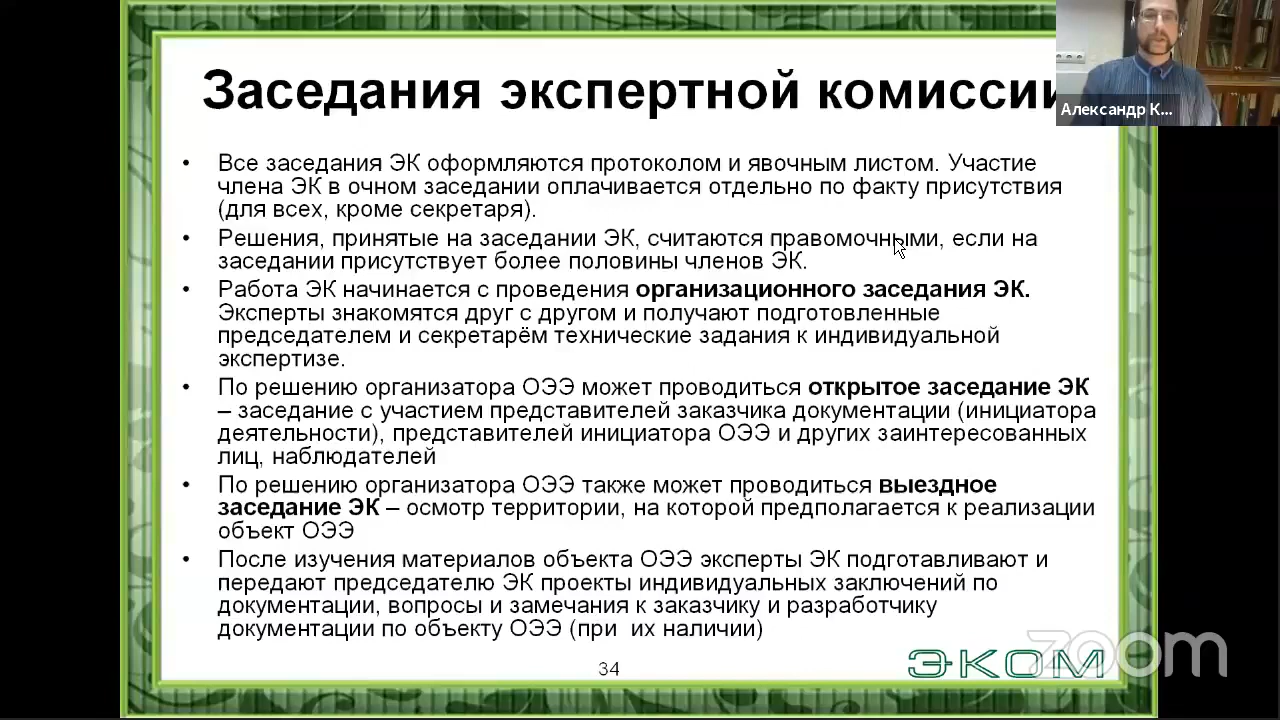 Заседания экспертной комиссии
Александр К...
• Все заседания ЭК оформляются протоколом и явочным листом. Участие
члена ЭК в очном заседании оплачивается отдельно по факту присутствия
(для всех, кроме секретаря).
• Решения, принятые на заседании ЭК, считаются правомочными, если на
заседании присутствует более половины членов ЭК.
• Работа ЭК начинается с проведения организационного заседания ЭК.
Эксперты знакомятся друг с другом и получают подготовленные
председателем и секретарём технические задания к индивидуальной
экспертизе.
• По решению организатора ОЭЭ может проводиться открытое заседание ЭК
– заседание с участием представителей заказчика документации (инициатора
деятельности), представителей инициатора ОЭЭ и других заинтересованных
лиц, наблюдателей
• По решению организатора ОЭЭ также может проводиться выездное
заседание ЭК – осмотр территории, на которой предполагается к реализации
объект ОЭЭ
• После изучения материалов объекта ОЭЭ эксперты ЭК подготавливают и
передают председателю ЭК проекты индивидуальных заключений по
документации, вопросы и замечания к заказчику и разработчику
документации по объекту ОЭЭ (при их наличии)
34
ЭКОМ
zoom